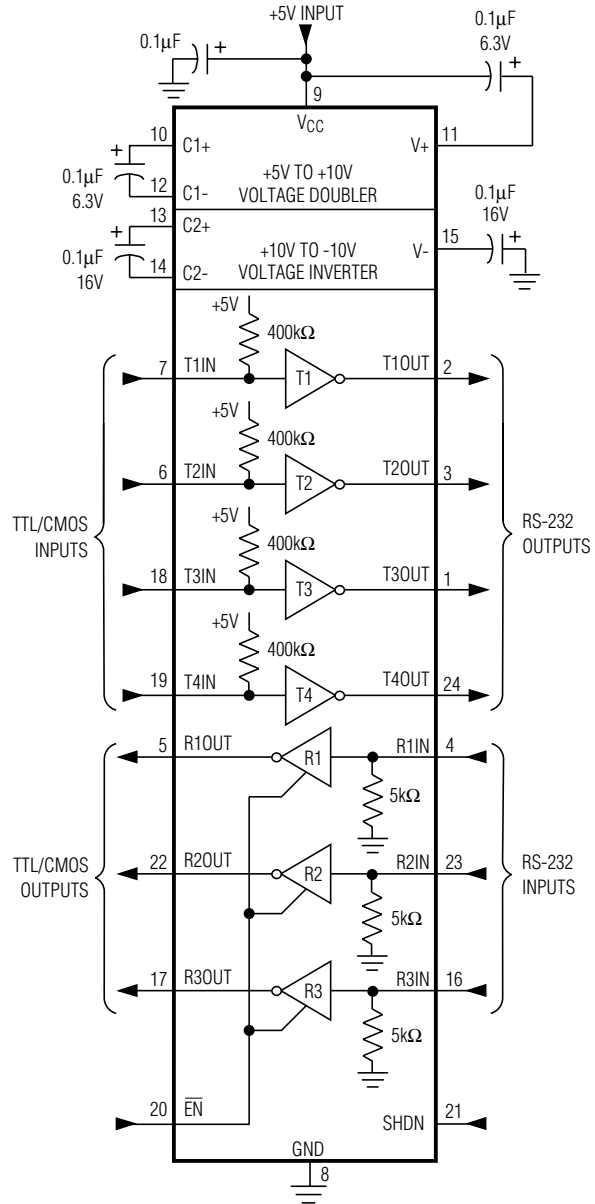 +5V INPUT
0.1µF +
0.1µF
6.3V
+
9
VCC
10
+
C1+
V+
11
0.1µF
6.3V
+5V TO +10V
VOLTAGE DOUBLER
12
C1-
13
C2+
+
0.1µF
16V
+10V TO -10V
VOLTAGE INVERTER
14
C2-
V-
15
0.1µF
16V
+
+5V
400kΩ
7
T1IN
T1
T1OUT
2
+5V
400kΩ
6
T2IN
T2
T2OUT
3
TTL/CMOS
INPUTS
RS-232
OUTPUTS
+5V
400kΩ
18
T3IN
T3
T3OUT
1
+5V
400kΩ
19
T4IN
T4
T4OUT
24
5
R1OUT
R1
R1IN
4
5kΩ
TTL/CMOS
OUTPUTS
22
R2OUT
R2
R2IN
23
RS-232
INPUTS
5kΩ
17
R3OUT
R3
R3IN
16
5kΩ
20
EN
SHDN
21
GND
8